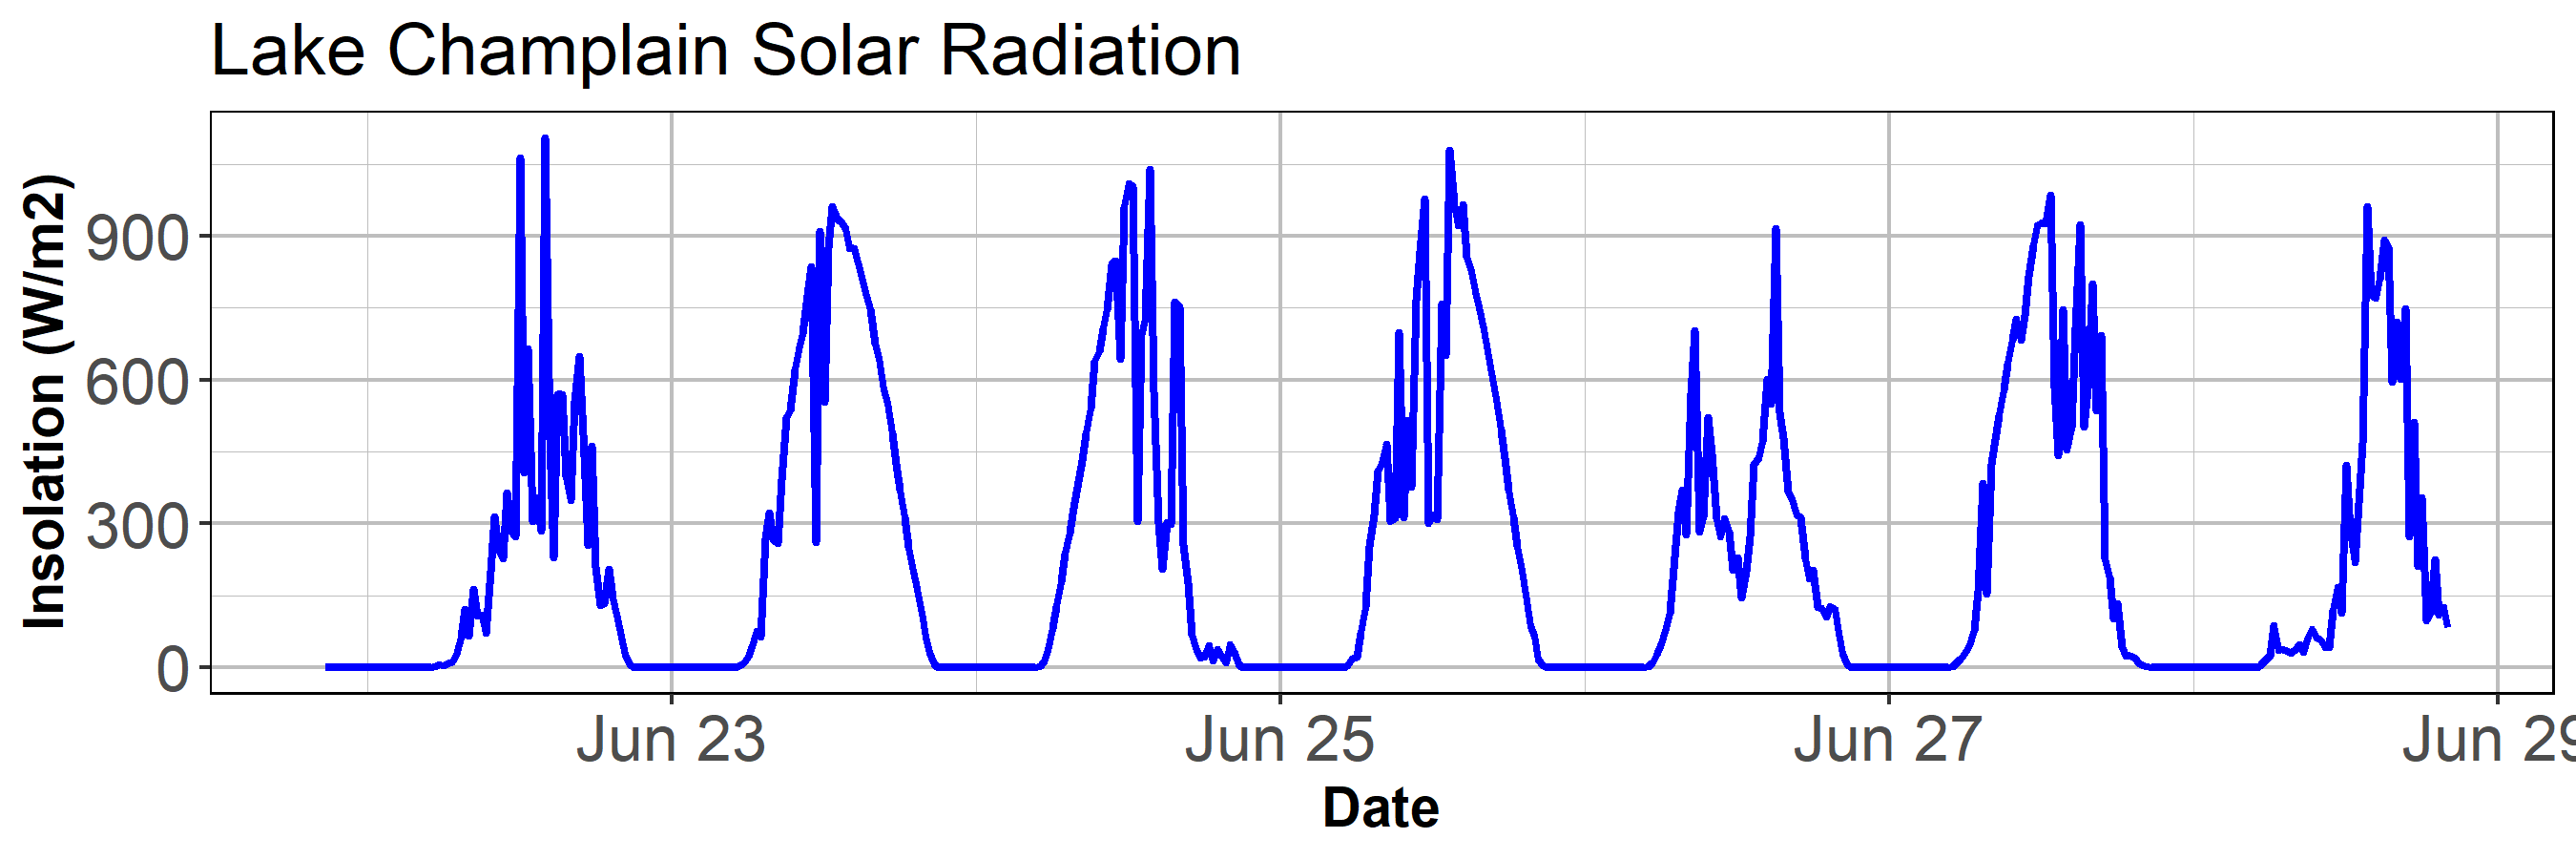 Lake Champlain Solar Radiation
Insolation (W/m2)
900
600
300
0
Jun 23
Jun 25
Jun 27
Jun 29
Date